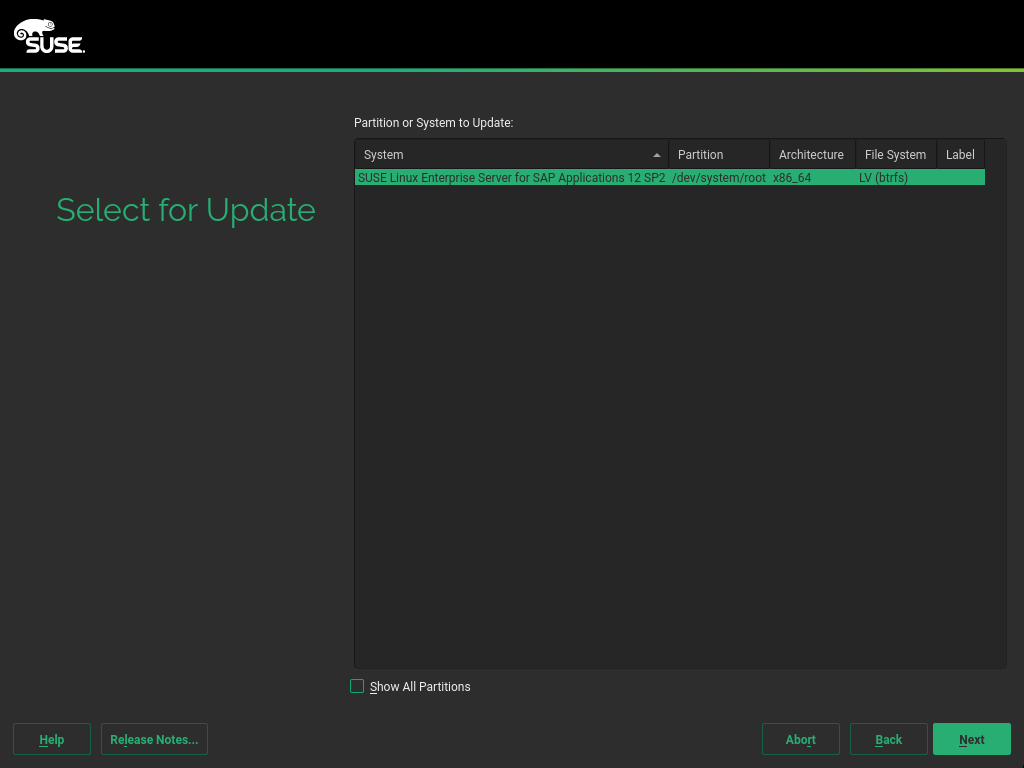 SUSE.
Partition or System to Update:
System Partition Architecture File System Label
SUSE Linux Enterprise Server for SAP Applications 12 SP2 /dev/system/root x86_64 LV (btrfs)
Select for Update
Show All Partitions
Help Release Notes... Abort Back Next